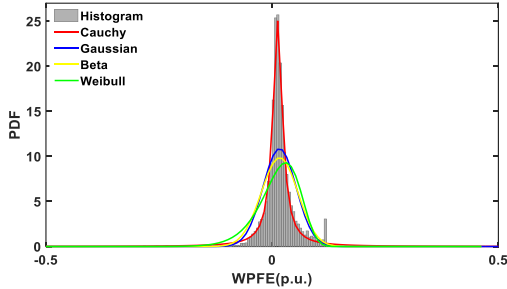 25
20
15
10
5
0
PDF
Histogram
Cauchy
Gaussian
Beta
Weibull
-0.5
0
0.5
WPFE(p.u.)